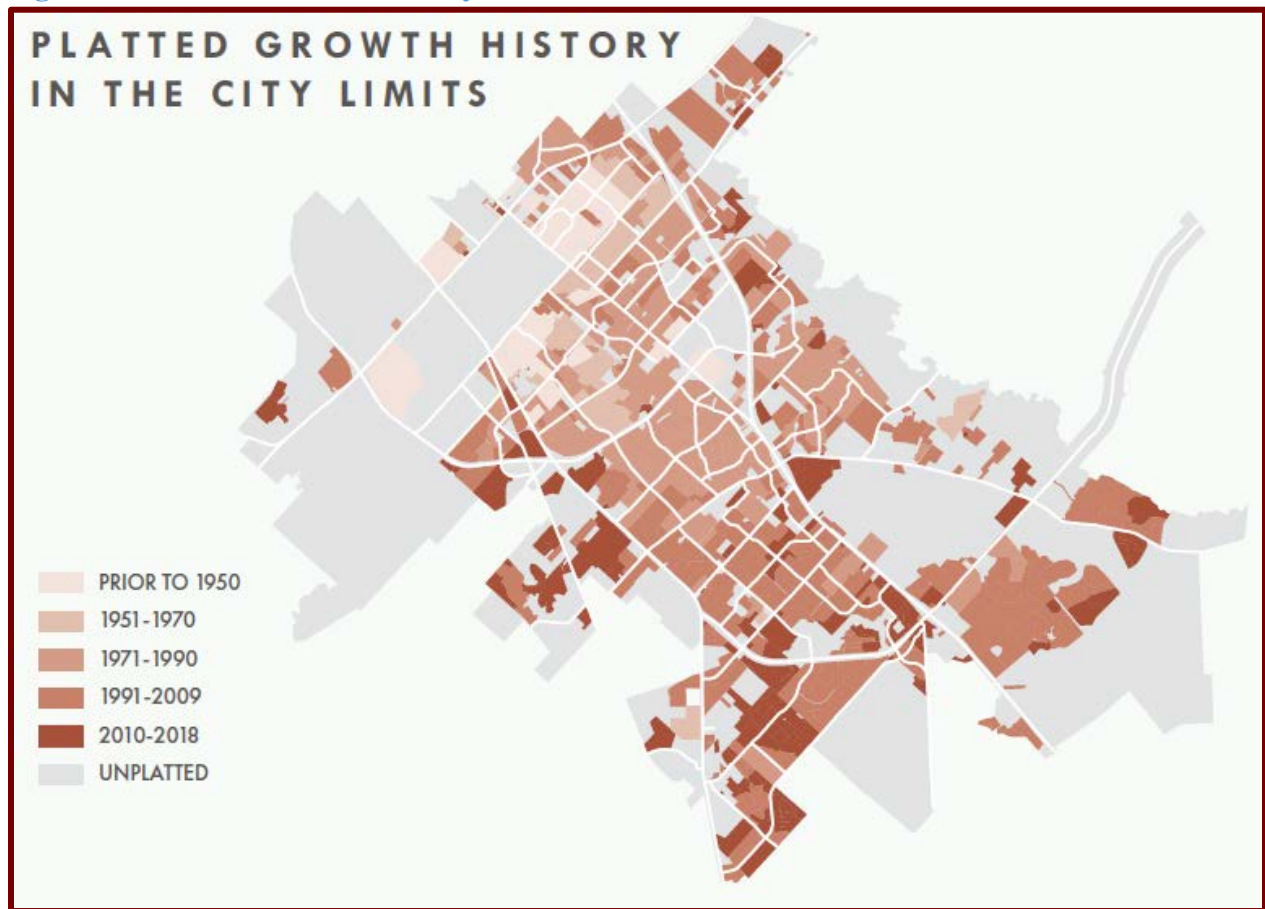 PLATTED GROWTH HISTORY
IN THE CITY LIMITS
PRIOR TO 1950
1951-1970
1971-1990
1991-2009
2010-2018
UNPLATTED